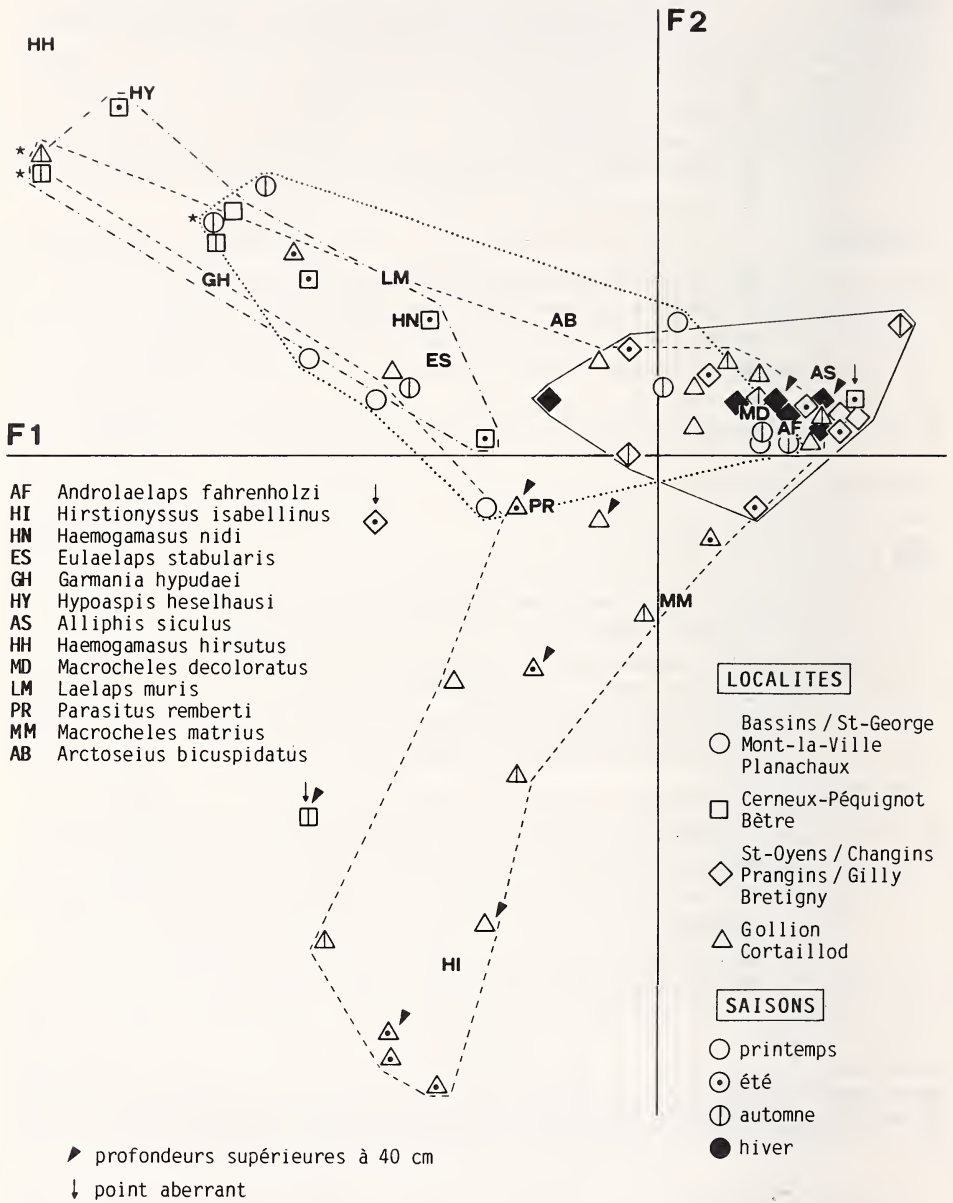 F2
HH
HY
*
*
*
GH
LM
HN
AB
ES
AS
MD
AF
F1
PR
MM
HI
AF Androlaelaps fahrenholzi
HI Hirstionyssus isabellinus
HN Haemogamasus nidi
ES Eulaelaps stabularis
GH Garmania hypudaei
HY Hypoaspis heselhausi
AS Alliphis siculus
HH Haemogamasus hirsutus
MD Macrocheles decoloratus
LM Laelaps muris
PR Parasitus remberti
MM Macrocheles matrius
AB Arctoseius bicuspidatus
LOCALITES
Bassins / St-George
Mont-la-Ville
Planachaux
Cerneux-Péquignot
Bètre
St-Oyens / Changins
Prangins / Gilly
Bretigny
Gollion
Cortaillod
SAISONS
printemps
été
automne
hiver
profondeurs supérieures à 40 cm
point aberrant